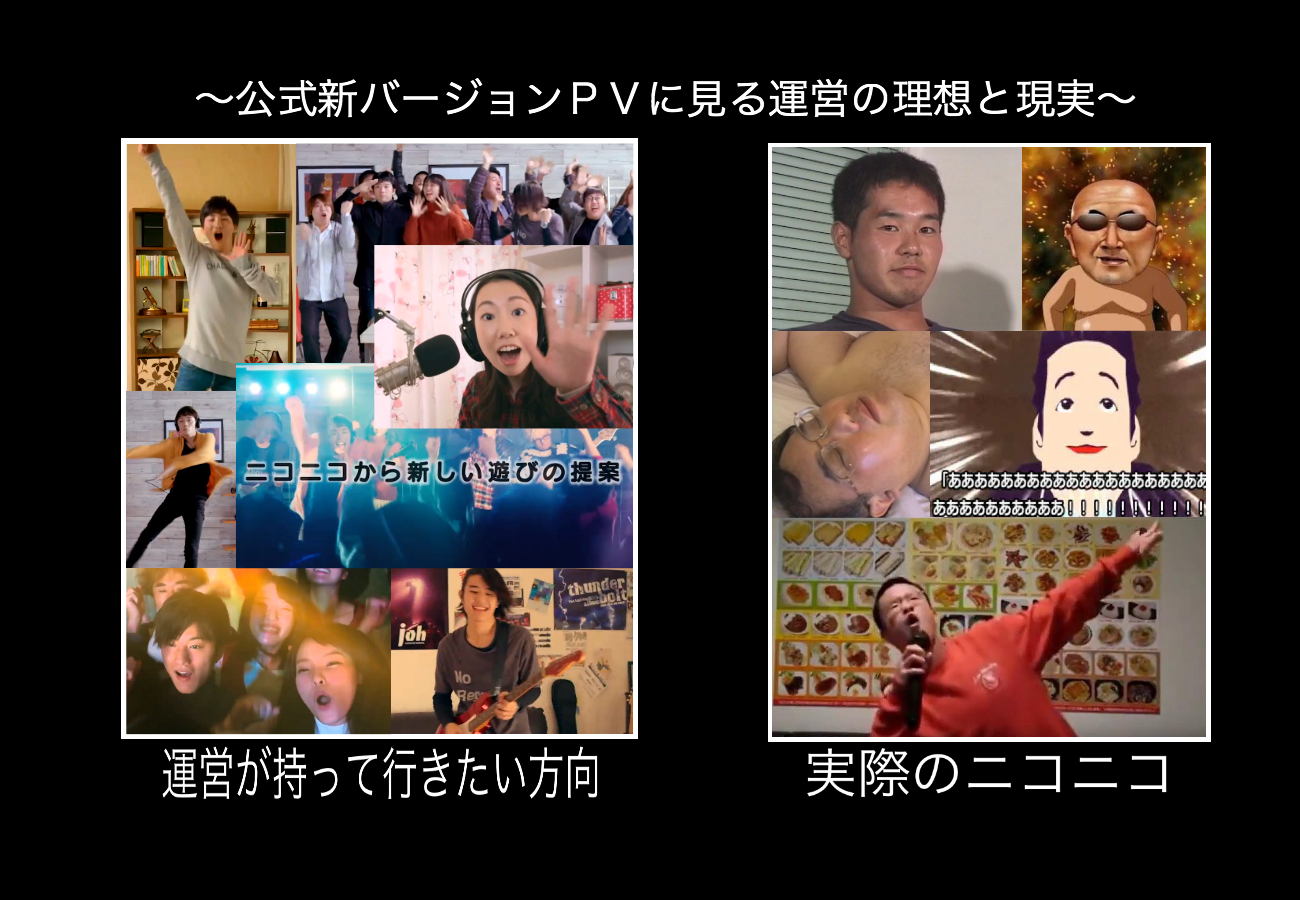 ～公式新バージョンＰＶに見る運営の理想と現実～
ニコニコから新しい遊びの提案
joh
thunder
bolt
No
「あああああああああああああああああああ
ああああああああああ！！！！！！！！！！！
運営が持って行きたい方向
実際のニコニコ